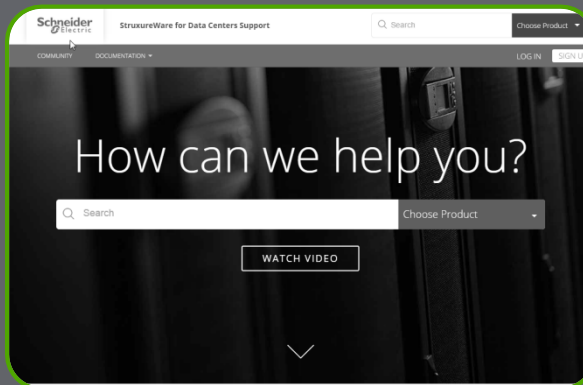 Schneider
Electric
StruxureWare for Data Centers Support
Search
Choose Product
COMMUNITY
DOCUMENTATION
LOG IN
SIGN U
How can we help you?
Search
Choose Product
WATCH VIDEO